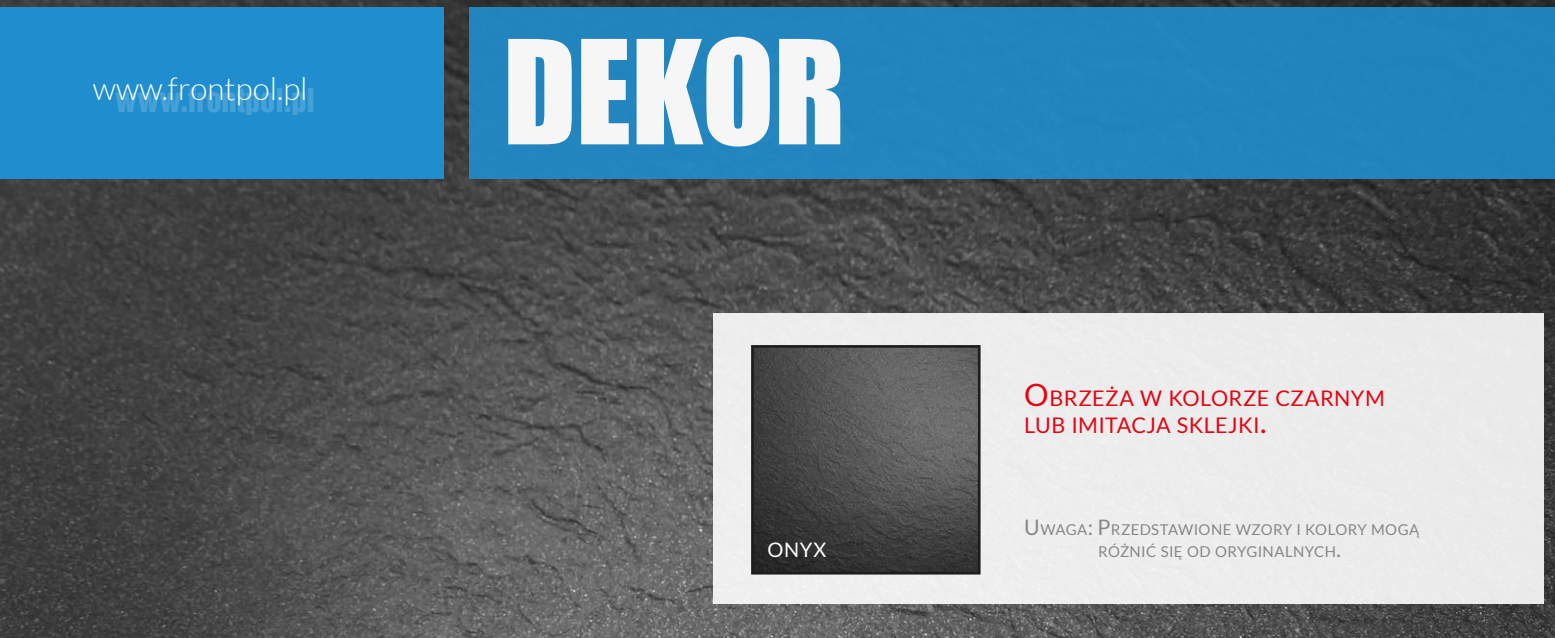 www.frontpol.pl
DEKOR
ONYX
Obrzeża w kolorze czarnym
lub imitacja sklejki.
Uwaga: Przedstawione wzory i kolory mogą
różnić się od oryginalnych.